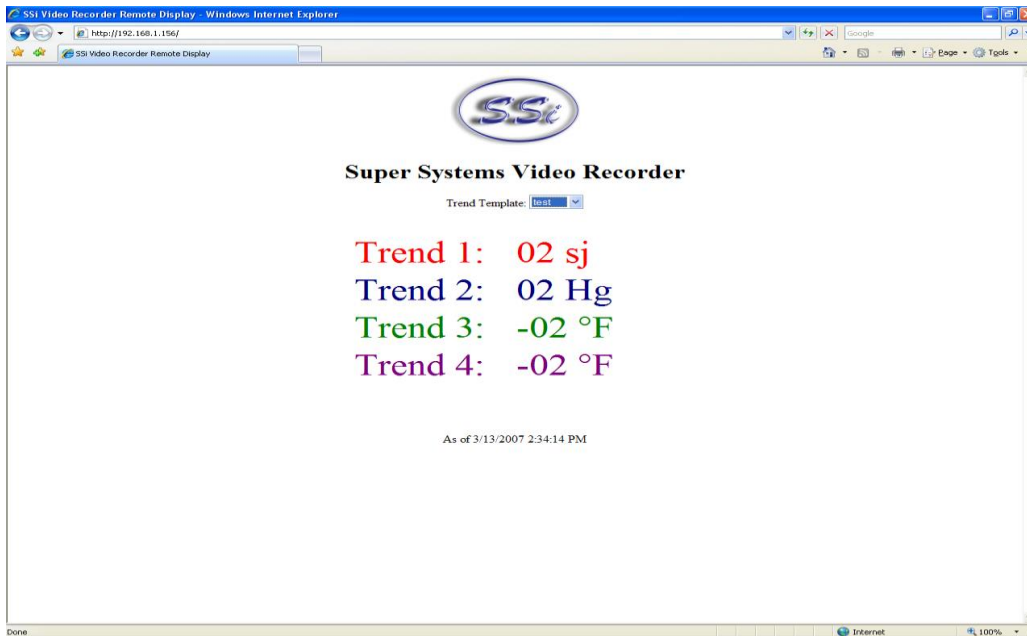 SSi Video Recorder Remote Display - Windows Internet Explorer
http://192.168.1.156/
Google
SSi Video Recorder Remote Display
Page
Tools
SSi
Super Systems Video Recorder
Trend Template: test
Trend 1: 02 sj
Trend 2: 02 Hg
Trend 3: -02 °F
Trend 4: -02 °F
As of 3/13/2007 2:34:14 PM
Done
Internet
100%